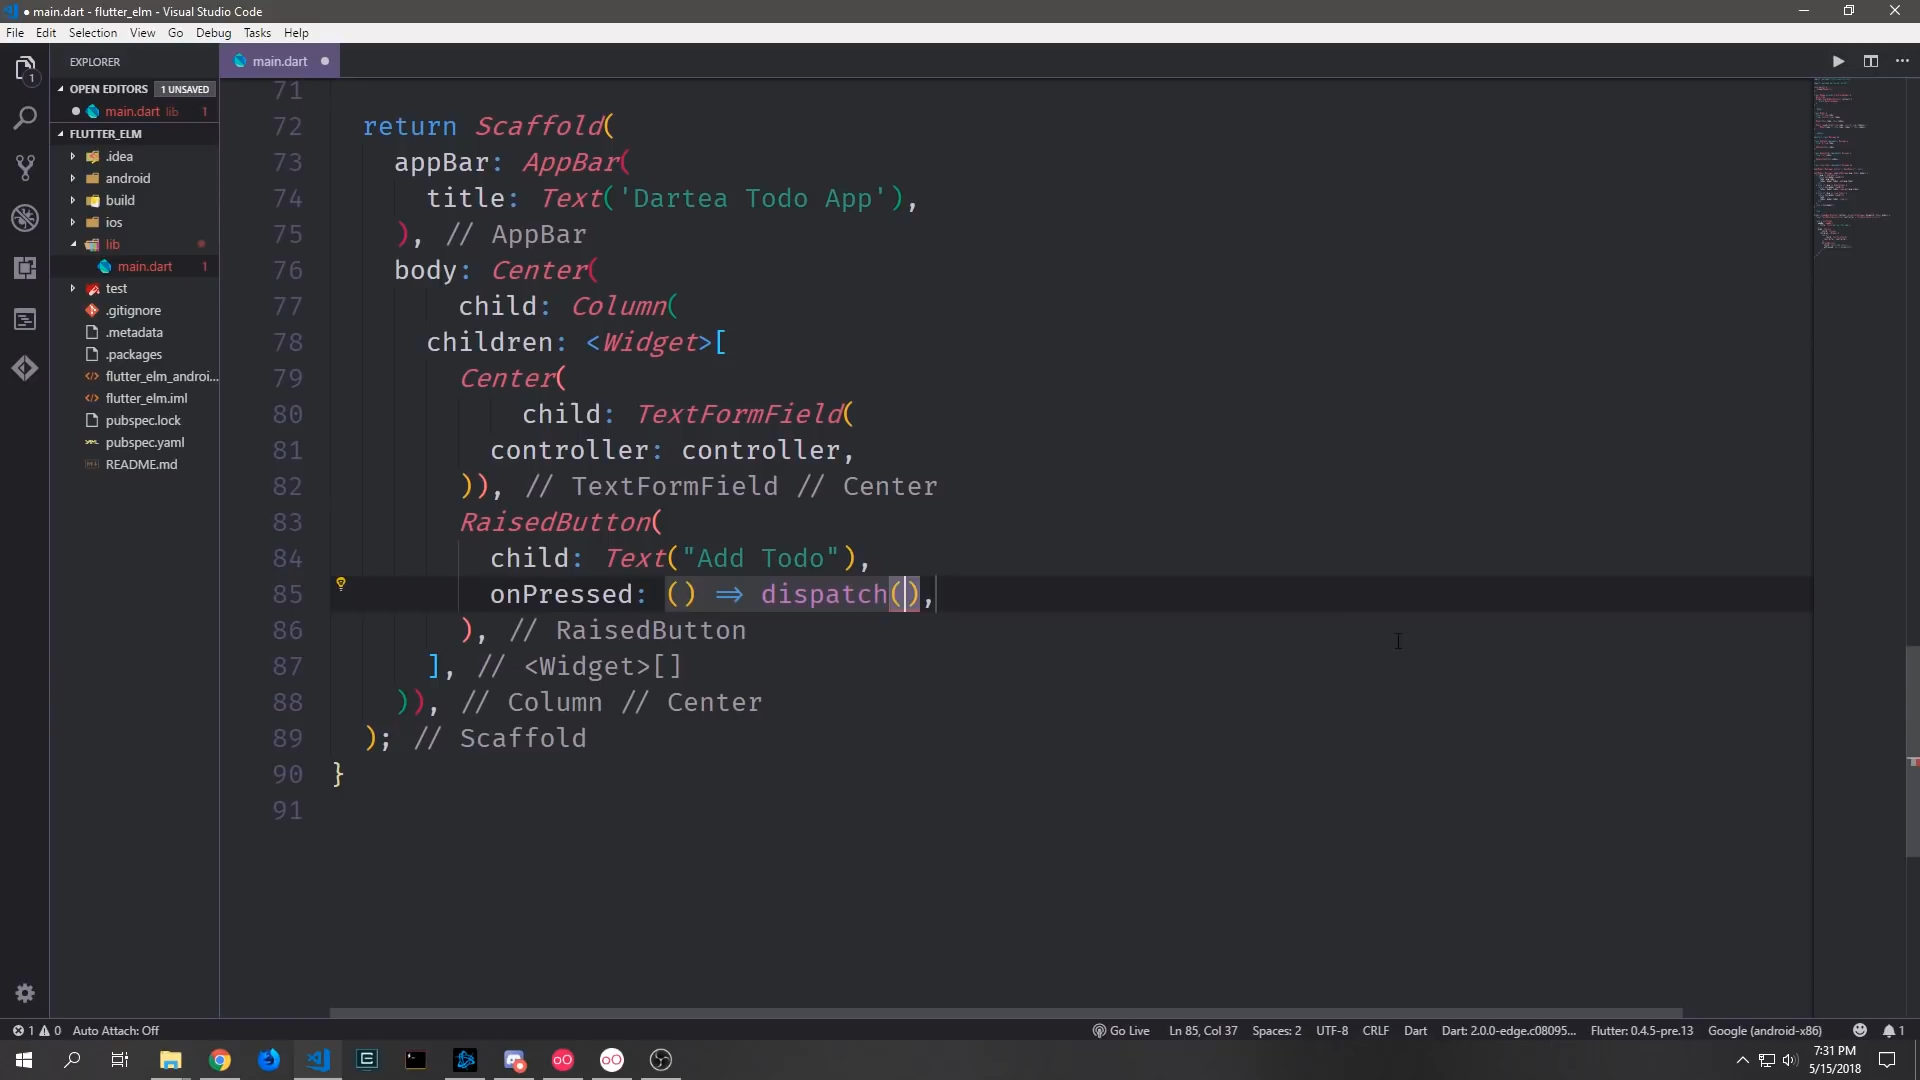 ● main.dart - flutter_elm - Visual Studio Code
File Edit Selection View Go Debug Tasks Help
EXPLORER
main.dart ●
OPEN EDITORS 1 UNSAVED
● main.dart lib 1
FLUTTER_ELM
.idea
android
build
ios
lib
main.dart 1
test
.gitignore
.metadata
.packages
flutter_elm_androi...
flutter_elm.iml
pubspec.lock
pubspec.yaml
README.md
1
71
72 return Scaffold(
73 appBar: AppBar(
74 title: Text('Dartea Todo App'),
75 ), // AppBar
76 body: Center(
77 child: Column(
78 children: <Widget>[
79 Center(
80 child: TextFormField(
81 controller: controller,
82 )), // TextFormField // Center
83 RaisedButton(
84 child: Text("Add Todo"),
85 onPressed: () => dispatch(),
86 ), // RaisedButton
87 ], // <Widget>[]
88 )), // Column // Center
89 ); // Scaffold
90 }
91
1 0 Auto Attach: Off
Go Live Ln 85, Col 37 Spaces: 2 UTF-8 CRLF Dart Dart: 2.0.0-edge.c08095... Flutter: 0.4.5-pre.13 Google (android-x86) 1
7:31 PM
5/15/2018